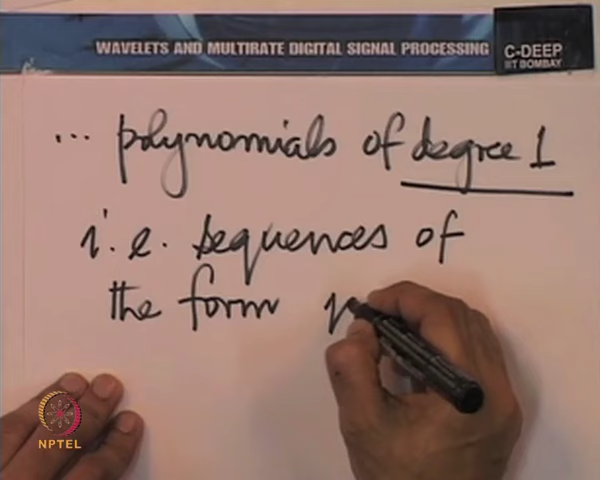 WAVELETS AND MULTIRATE DIGITAL SIGNAL PROCESSING
C-DEEP
IIT BOMBAY
... polynomials of degree 1
i.e. sequences of
the form
NPTEL